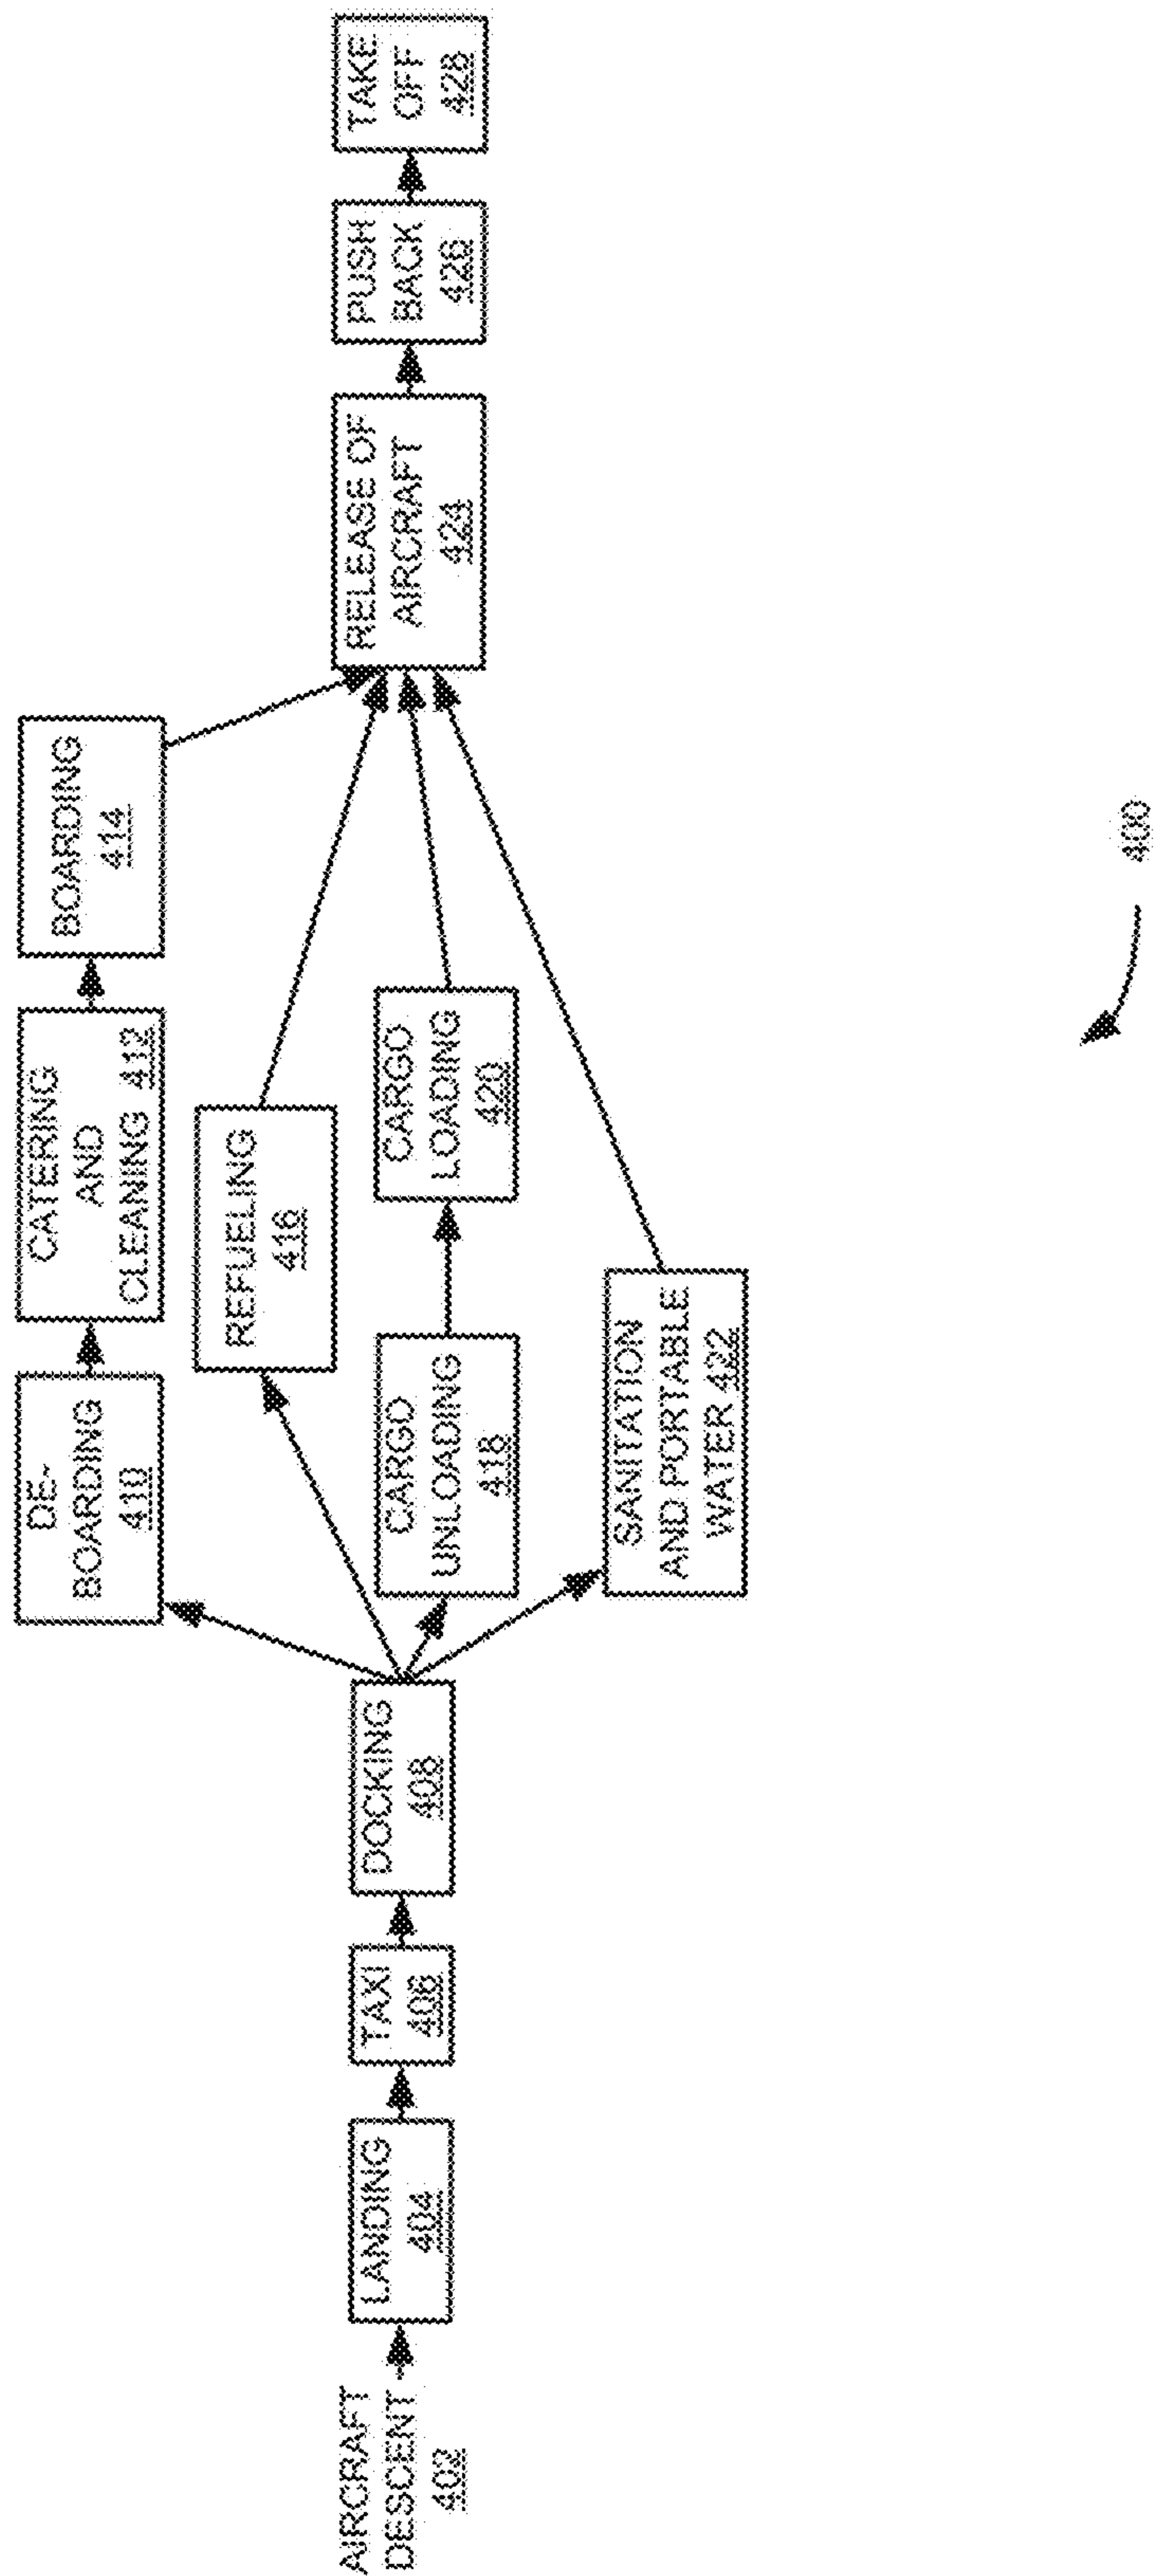 AIRCRAFT
DESCENT
402
LANDING
404
TAXI
406
DOCKING
408
DE-
BOARDING
410
CATERING
AND
CLEANING 412
BOARDING
414
REFUELING
416
CARGO
UNLOADING
418
CARGO
LOADING
420
SANITATION
AND PORTABLE
WATER 422
RELEASE OF
AIRCRAFT
424
PUSH
BACK
426
TAKE
OFF
428
400